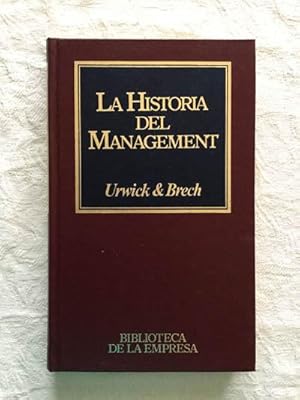 LA HISTORIA
DEL
MANAGEMENT
Urwick & Brech
BIBLIOTECA
DE LA EMPRESA